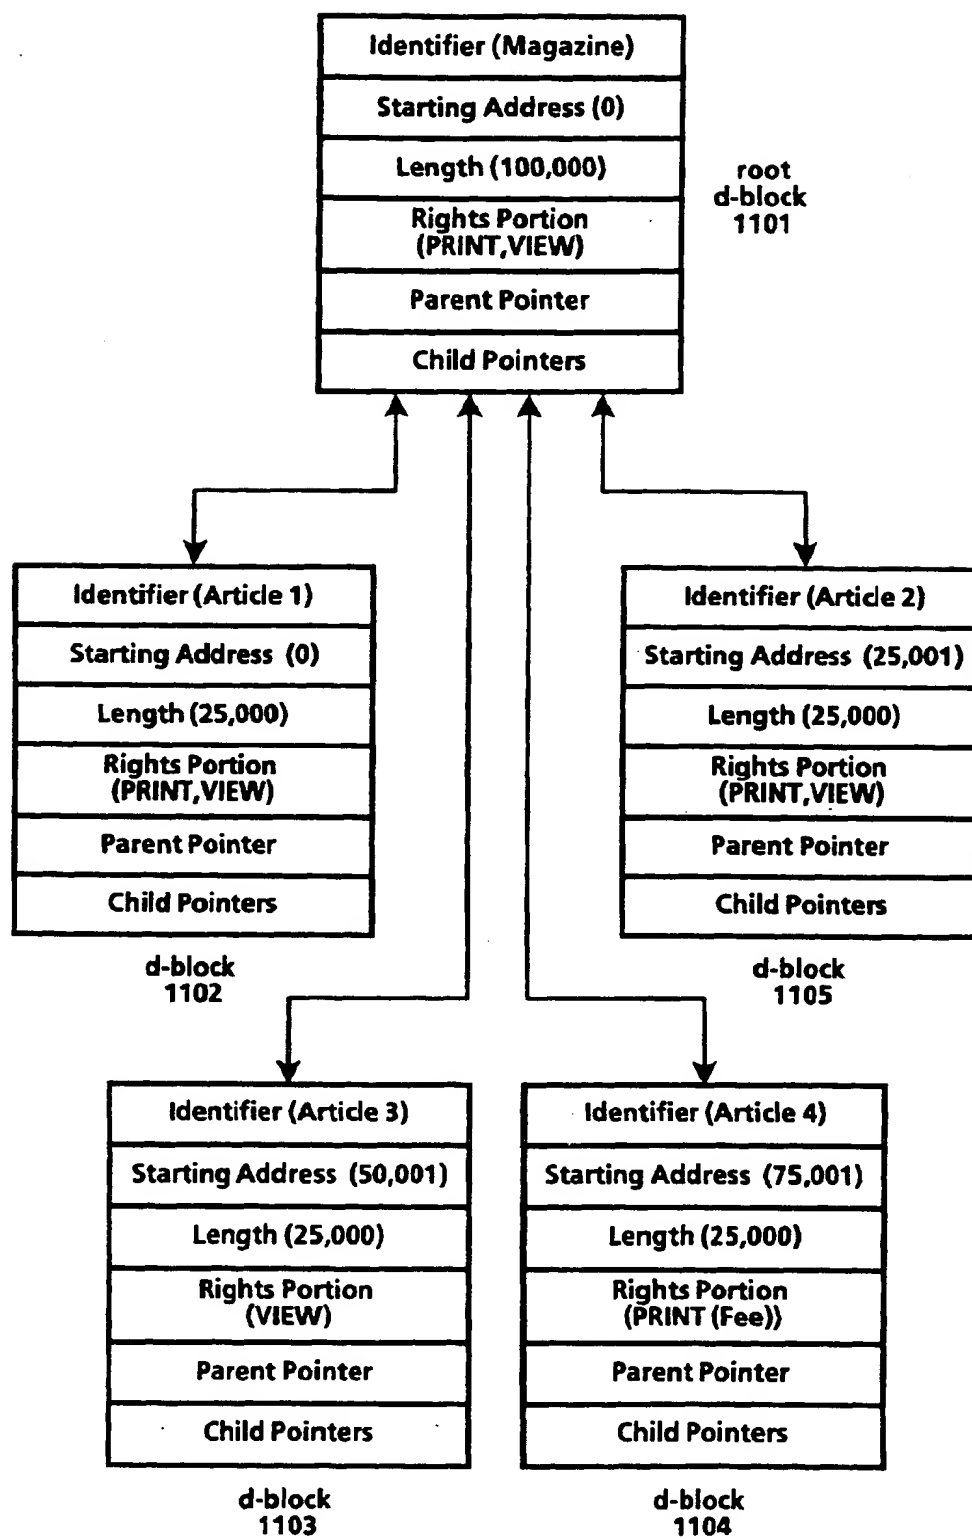 Identifier (Magazine)
Starting Address (0)
Length (100,000)
Rights Portion
(PRINT,VIEW)
Parent Pointer
Child Pointers
root
d-block
1101
Identifier (Article 1)
Starting Address (0)
Length (25,000)
Rights Portion
(PRINT,VIEW)
Parent Pointer
Child Pointers
d-block
1102
Identifier (Article 2)
Starting Address (25,001)
Length (25,000)
Rights Portion
(PRINT,VIEW)
Parent Pointer
Child Pointers
d-block
1105
Identifier (Article 3)
Starting Address (50,001)
Length (25,000)
Rights Portion
(VIEW)
Parent Pointer
Child Pointers
d-block
1103
Identifier (Article 4)
Starting Address (75,001)
Length (25,000)
Rights Portion
(PRINT (Fee))
Parent Pointer
Child Pointers
d-block
1104